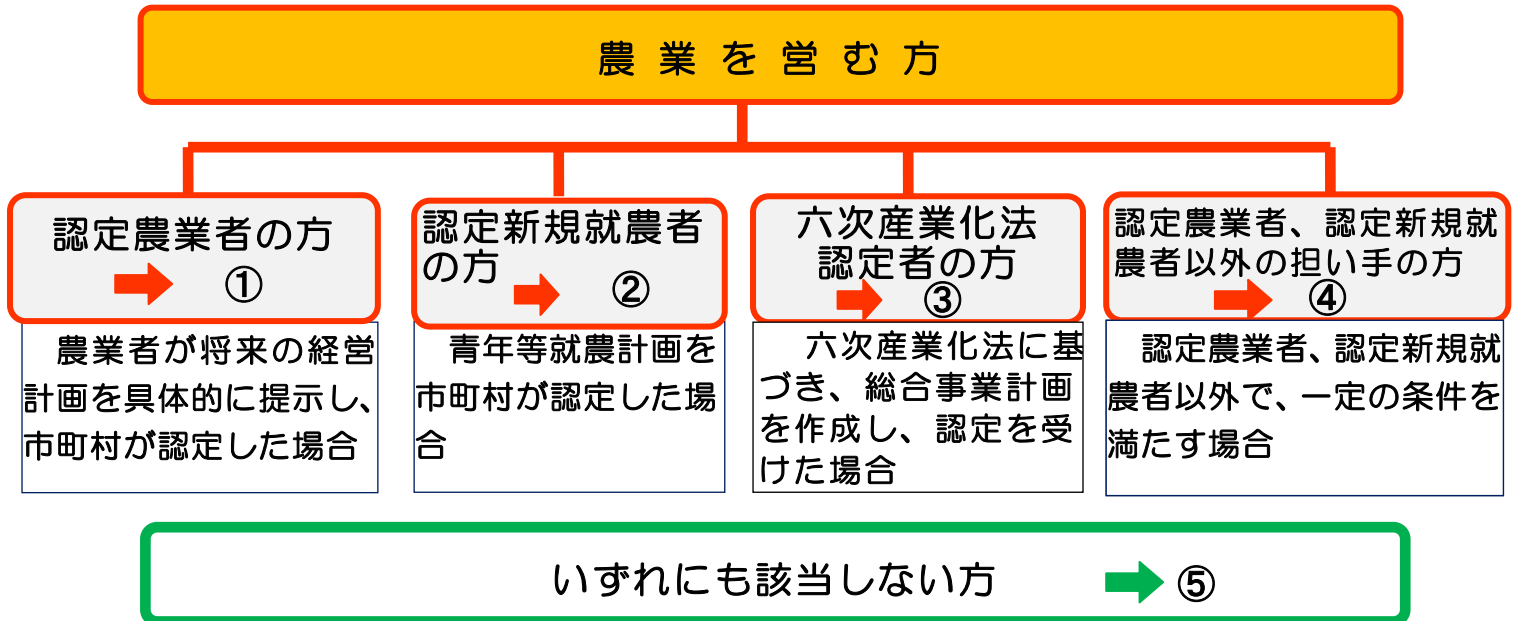 農業を営む方
認定農業者の方
①
認定新規就農者
の方
②
六次産業化法
認定者の方
③
認定農業者、認定新規就
農者以外の担い手の方
④
農業者が将来の経営
計画を具体的に提示し、
市町村が認定した場合
青年等就農計画を
市町村が認定した場
合
六次産業化法に基
づき、総合事業計画
を作成し、認定を受
けた場合
認定農業者、認定新規就
農者以外で、一定の条件を
満たす場合
いずれにも該当しない方
⑤